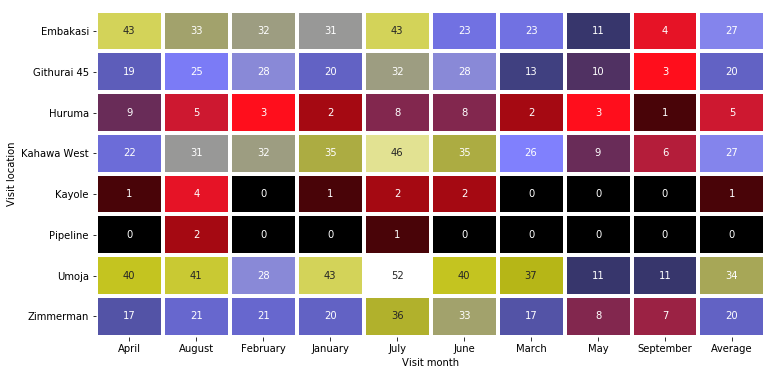 Embakasi 43 33 32 31 43 23 23 11 4 27
Githurai 45 19 25 28 20 32 28 13 10 3 20
Huruma 9 5 3 2 8 8 2 3 1 5
Kahawa West 22 31 32 35 46 35 26 9 6 27
Kayole 1 4 0 1 2 2 0 0 0 1
Pipeline 0 2 0 0 1 0 0 0 0 0
Umoja 40 41 28 43 52 40 37 11 11 34
Zimmerman 17 21 21 20 36 33 17 8 7 20
April August February January July June March May September Average
Visit month
Visit location